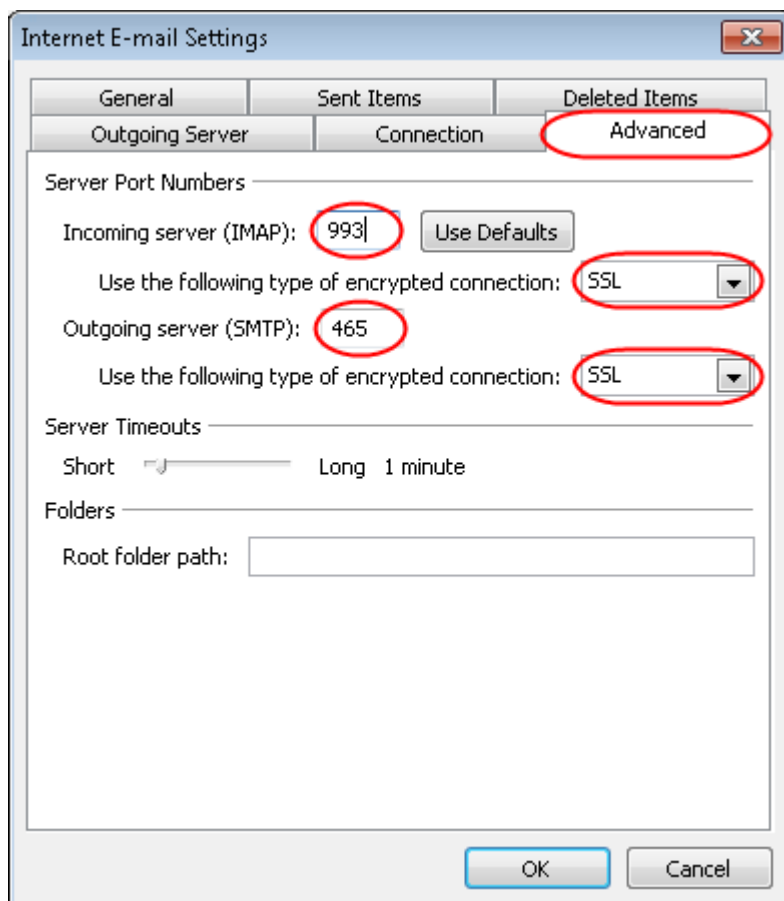 Internet E-mail Settings
General Sent Items Deleted Items
Outgoing Server Connection Advanced
Server Port Numbers
Incoming server (IMAP): 993 Use Defaults
Use the following type of encrypted connection: SSL
Outgoing server (SMTP): 465
Use the following type of encrypted connection: SSL
Server Timeouts
Short Long 1 minute
Folders
Root folder path:
OK Cancel